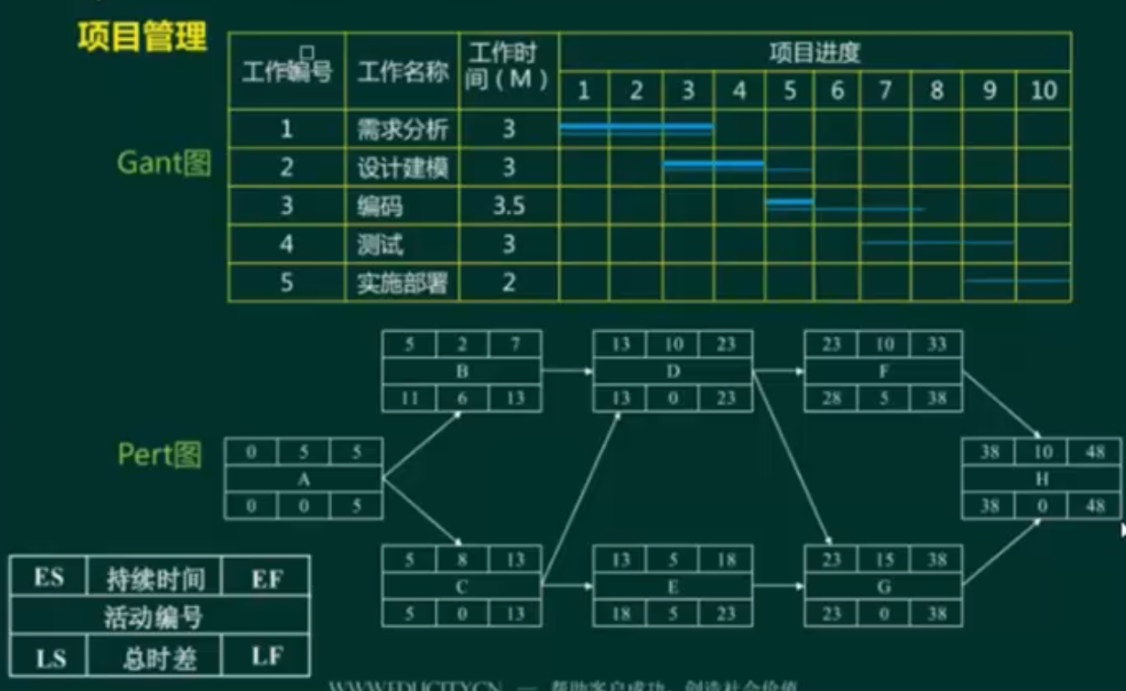 项目管理
工作编号 工作名称 工作时间(M) 项目进度
1 2 3 4 5 6 7 8 9 10
1 需求分析 3
Gant图
2 设计建模 3
3 编码 3.5
4 测试 3
5 实施部署 2
5 2 7
B
11 6 13
13 10 23
D
13 0 23
23 10 33
F
28 5 38
Pert图
0 5 5
A
0 0 5
38 10 48
H
38 0 48
5 8 13
C
5 0 13
13 5 18
E
18 5 23
23 15 38
G
23 0 38
ES 持续时间 EF
活动编号
LS 总时差 LF